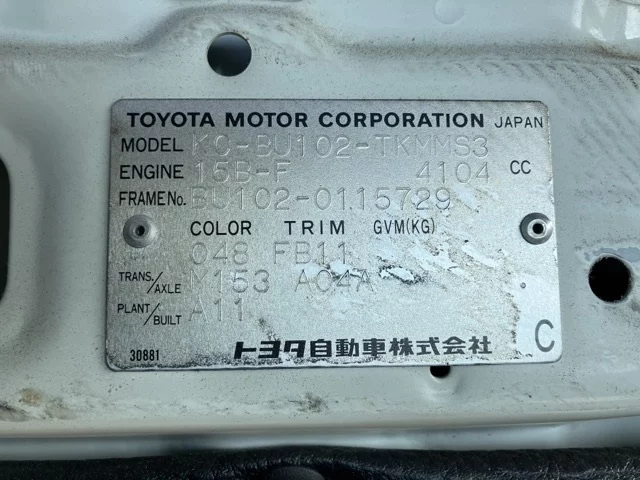 TOYOTA MOTOR CORPORATION JAPAN
MODEL KC-BU102-TKMMS3
ENGINE 15B-F 4104 CC
FRAME No. BU102-0115729
COLOR TRIM GVM(KG)
048 FB11
TRANS./AXLE M153 A04A
PLANT/BUILT A11
30881 トヨタ自動車株式会社 C